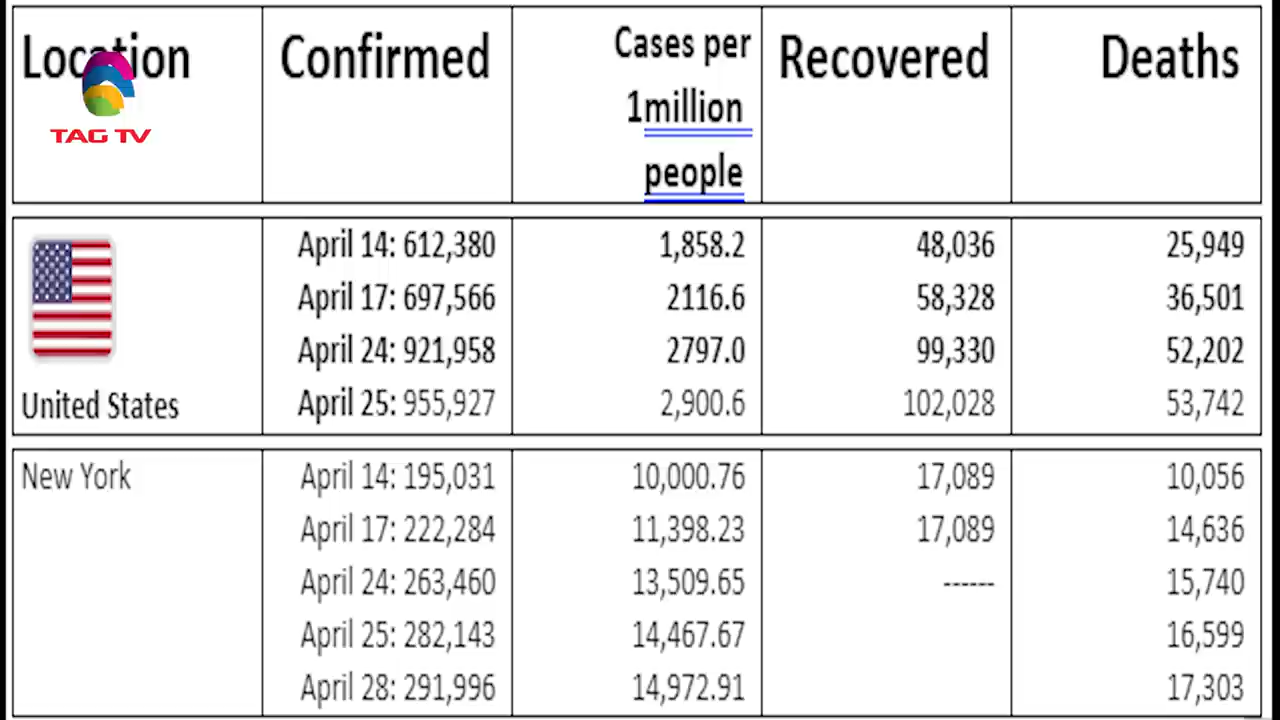 Location Confirmed Cases per Recovered Deaths
1million
people
TAG TV
April 14: 612,380 1,858.2 48,036 25,949
April 17: 697,566 2116.6 58,328 36,501
April 24: 921,958 2797.0 99,330 52,202
United States April 25: 955,927 2,900.6 102,028 53,742
New York April 14: 195,031 10,000.76 17,089 10,056
April 17: 222,284 11,398.23 17,089 14,636
April 24: 263,460 13,509.65 ------ 15,740
April 25: 282,143 14,467.67 16,599
April 28: 291,996 14,972.91 17,303